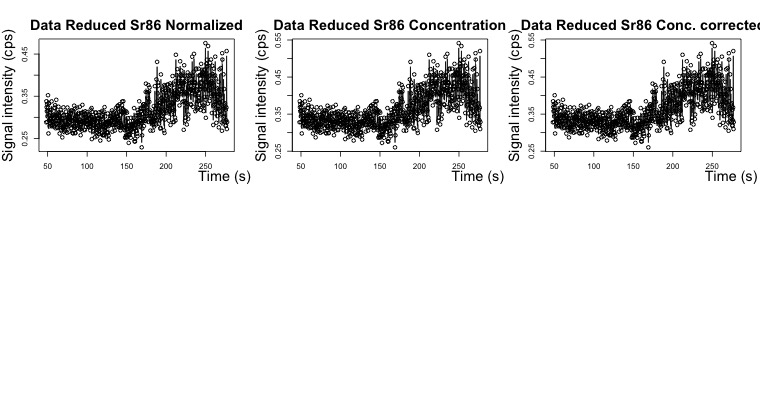 Data Reduced Sr86 Normalized
Signal intensity (cps)
0.25 0.35 0.45
50 100 150 200 250
Time (s)
Data Reduced Sr86 Concentration
Signal intensity (cps)
0.25 0.35 0.45 0.55
50 100 150 200 250
Time (s)
Data Reduced Sr86 Conc. corrected
Signal intensity (cps)
0.25 0.35 0.45 0.55
50 100 150 200 250
Time (s)